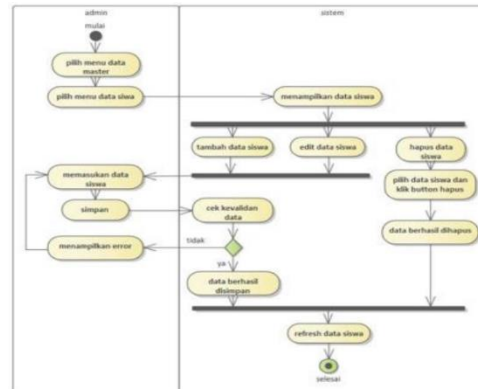 admin
sistem
mulai
pilih menu data
master
pilih menu data siwa
menampilkan data siswa
tambah data siswa
edit data siswa
hapus data
siswa
memasukan data
siswa
pilih data siswa dan
klik button hapus
simpan
cek kevalidan
data
data berhasil dihapus
menampilkan error
tidak
ya
data berhasil
disimpan
refresh data siswa
selesai